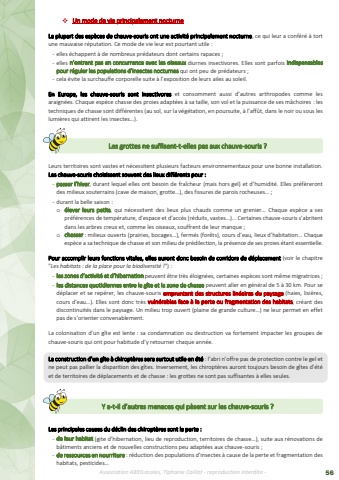 ❖ Un mode de vie principalement nocturne
La plupart des espèces de chauve-souris ont une activité principalement nocturne, ce qui leur a conféré à tort
une mauvaise réputation. Ce mode de vie leur est pourtant utile :
- elles échappent à de nombreux prédateurs dont certains rapaces ;
- elles n'entrent pas en concurrence avec les oiseaux diurnes insectivores. Elles sont parfois indispensables
pour réguler les populations d'insectes nocturnes qui ont peu de prédateurs ;
- cela évite la surchauffe corporelle suite à l'exposition de leurs ailes au soleil.
En Europe, les chauve-souris sont insectivores et consomment aussi d'autres arthropodes comme les
araignées. Chaque espèce chasse des proies adaptées à sa taille, son vol et la puissance de ses mâchoires : les
techniques de chasse sont différentes (au sol, sur la végétation, en poursuite, à l'affût, dans le noir ou sous les
lumières qui attirent les insectes...).
Les grottes ne suffisent-t-elles pas aux chauve-souris ?
Leurs territoires sont vastes et nécessitent plusieurs facteurs environnementaux pour une bonne installation.
Les chauve-souris choisissent souvent des lieux différents pour :
- passer l'hiver, durant lequel elles ont besoin de fraîcheur (mais hors gel) et d'humidité. Elles préfèreront
des milieux souterrains (cave de maison, grotte...), des fissures de parois rocheuses... ;
- durant la belle saison :
o élever leurs petits, qui nécessitent des lieux plus chauds comme un grenier... Chaque espèce a ses
préférences de température, d'espace et d'accès (réduits, vastes...)... Certaines chauve-souris s'abritent
dans les arbres creux et, comme les oiseaux, souffrent de leur manque ;
o chasser : milieux ouverts (prairies, bocages...), fermés (forêts), cours d'eau, lieux d'habitation... Chaque
espèce a sa technique de chasse et son milieu de prédilection, la présence de ses proies étant essentielle.
Pour accomplir leurs fonctions vitales, elles auront donc besoin de corridors de déplacement (voir le chapitre
"Les habitats : de la place pour la biodiversité !") :
- les zones d'activité et d'hibernation peuvent être très éloignées, certaines espèces sont même migratrices ;
- les distances quotidiennes entre le gîte et la zone de chasse peuvent aller en général de 5 à 30 km. Pour se
déplacer et se repérer, les chauve-souris empruntent des structures linéaires du paysage (haies, lisières,
cours d'eau...). Elles sont donc très vulnérables face à la perte ou fragmentation des habitats, créant des
discontinuités dans le paysage. Un milieu trop ouvert (plaine de grande culture...) ne leur permet en effet
pas de s'orienter convenablement.
La colonisation d'un gîte est lente : sa condamnation ou destruction va fortement impacter les groupes de
chauve-souris qui ont pour habitude d'y retourner chaque année.
La construction d'un gîte à chiroptères sera surtout utile en été : l'abri n'offre pas de protection contre le gel et
ne peut pas pallier la disparition des gîtes. Inversement, les chiroptères auront toujours besoin de gîtes d'été
et de territoires de déplacements et de chasse : les grottes ne sont pas suffisantes à elles seules.
Y a-t-il d'autres menaces qui pèsent sur les chauve-souris ?
Les principales causes du déclin des chiroptères sont la perte :
- de leur habitat (gîte d'hibernation, lieu de reproduction, territoires de chasse...), suite aux rénovations de
bâtiments anciens et de nouvelles constructions peu adaptées aux chauve-souris ;
- de ressources en nourriture : réduction des populations d'insectes à cause de la perte et fragmentation des
habitats, pesticides...
Association ABEILocales, Tiphanie Caillot - reproduction interdite -
56